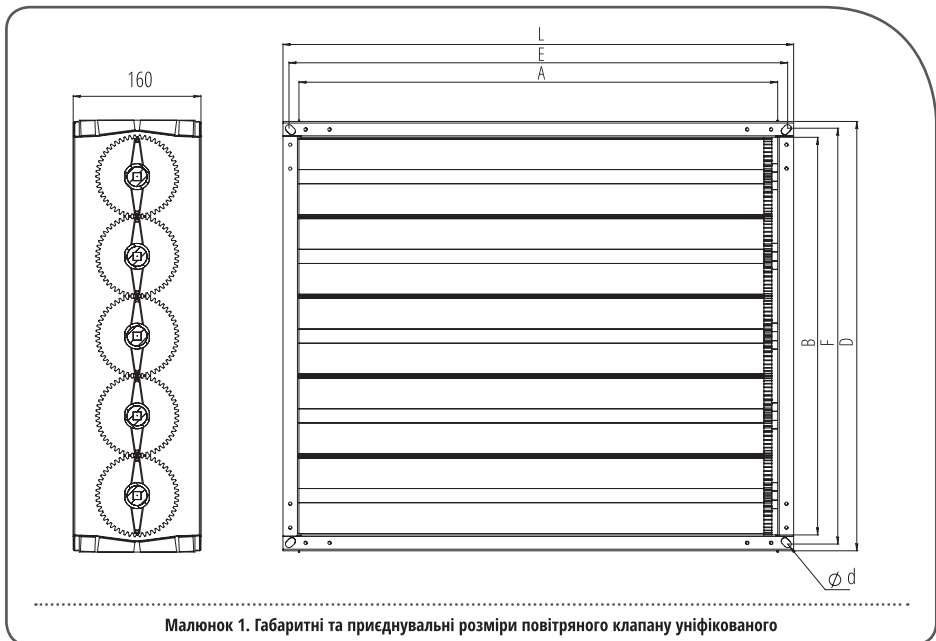 L
E
A
160
B
F
D
Ø d
Малюнок 1. Габаритні та приєднувальні розміри повітряного клапану уніфікованого